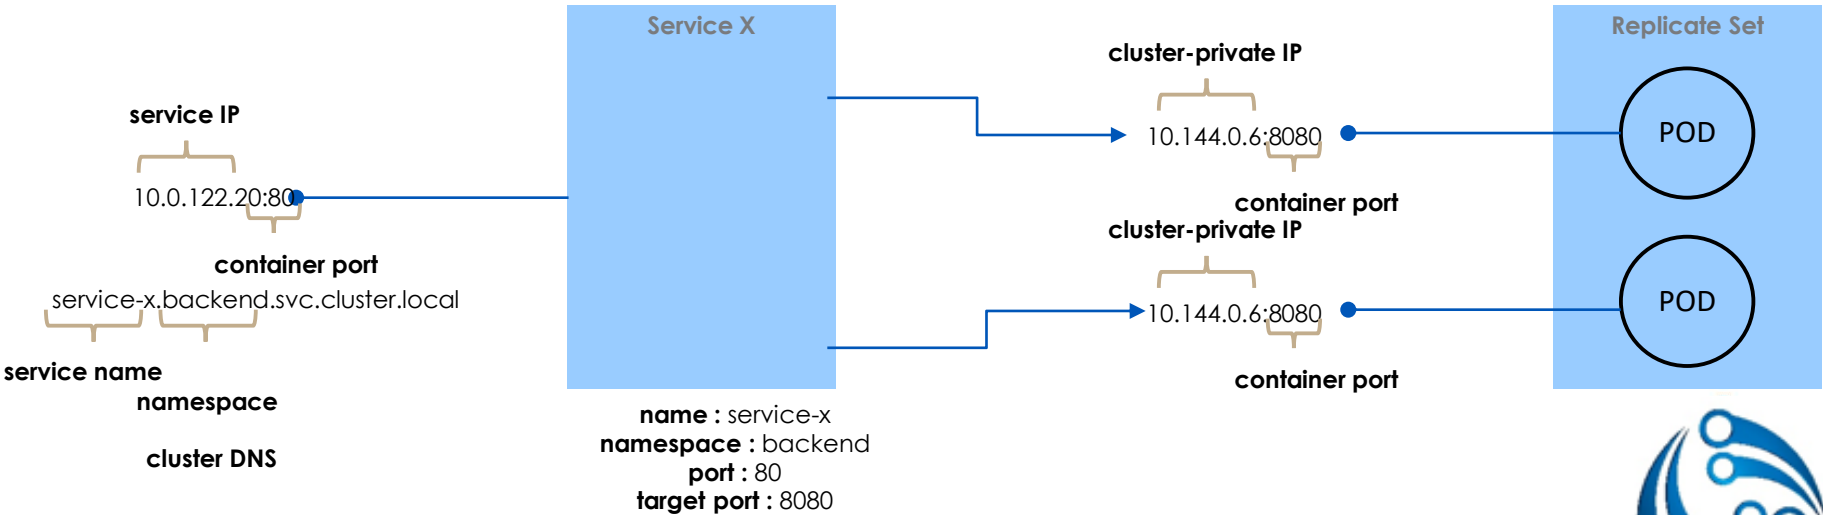 Service X
Replicate Set
service IP
10.0.122.20:80
container port
service-x.backend.svc.cluster.local
service name
namespace
cluster DNS
name : service-x
namespace : backend
port : 80
target port : 8080
cluster-private IP
10.144.0.6:8080
container port
cluster-private IP
10.144.0.6:8080
container port
POD
POD